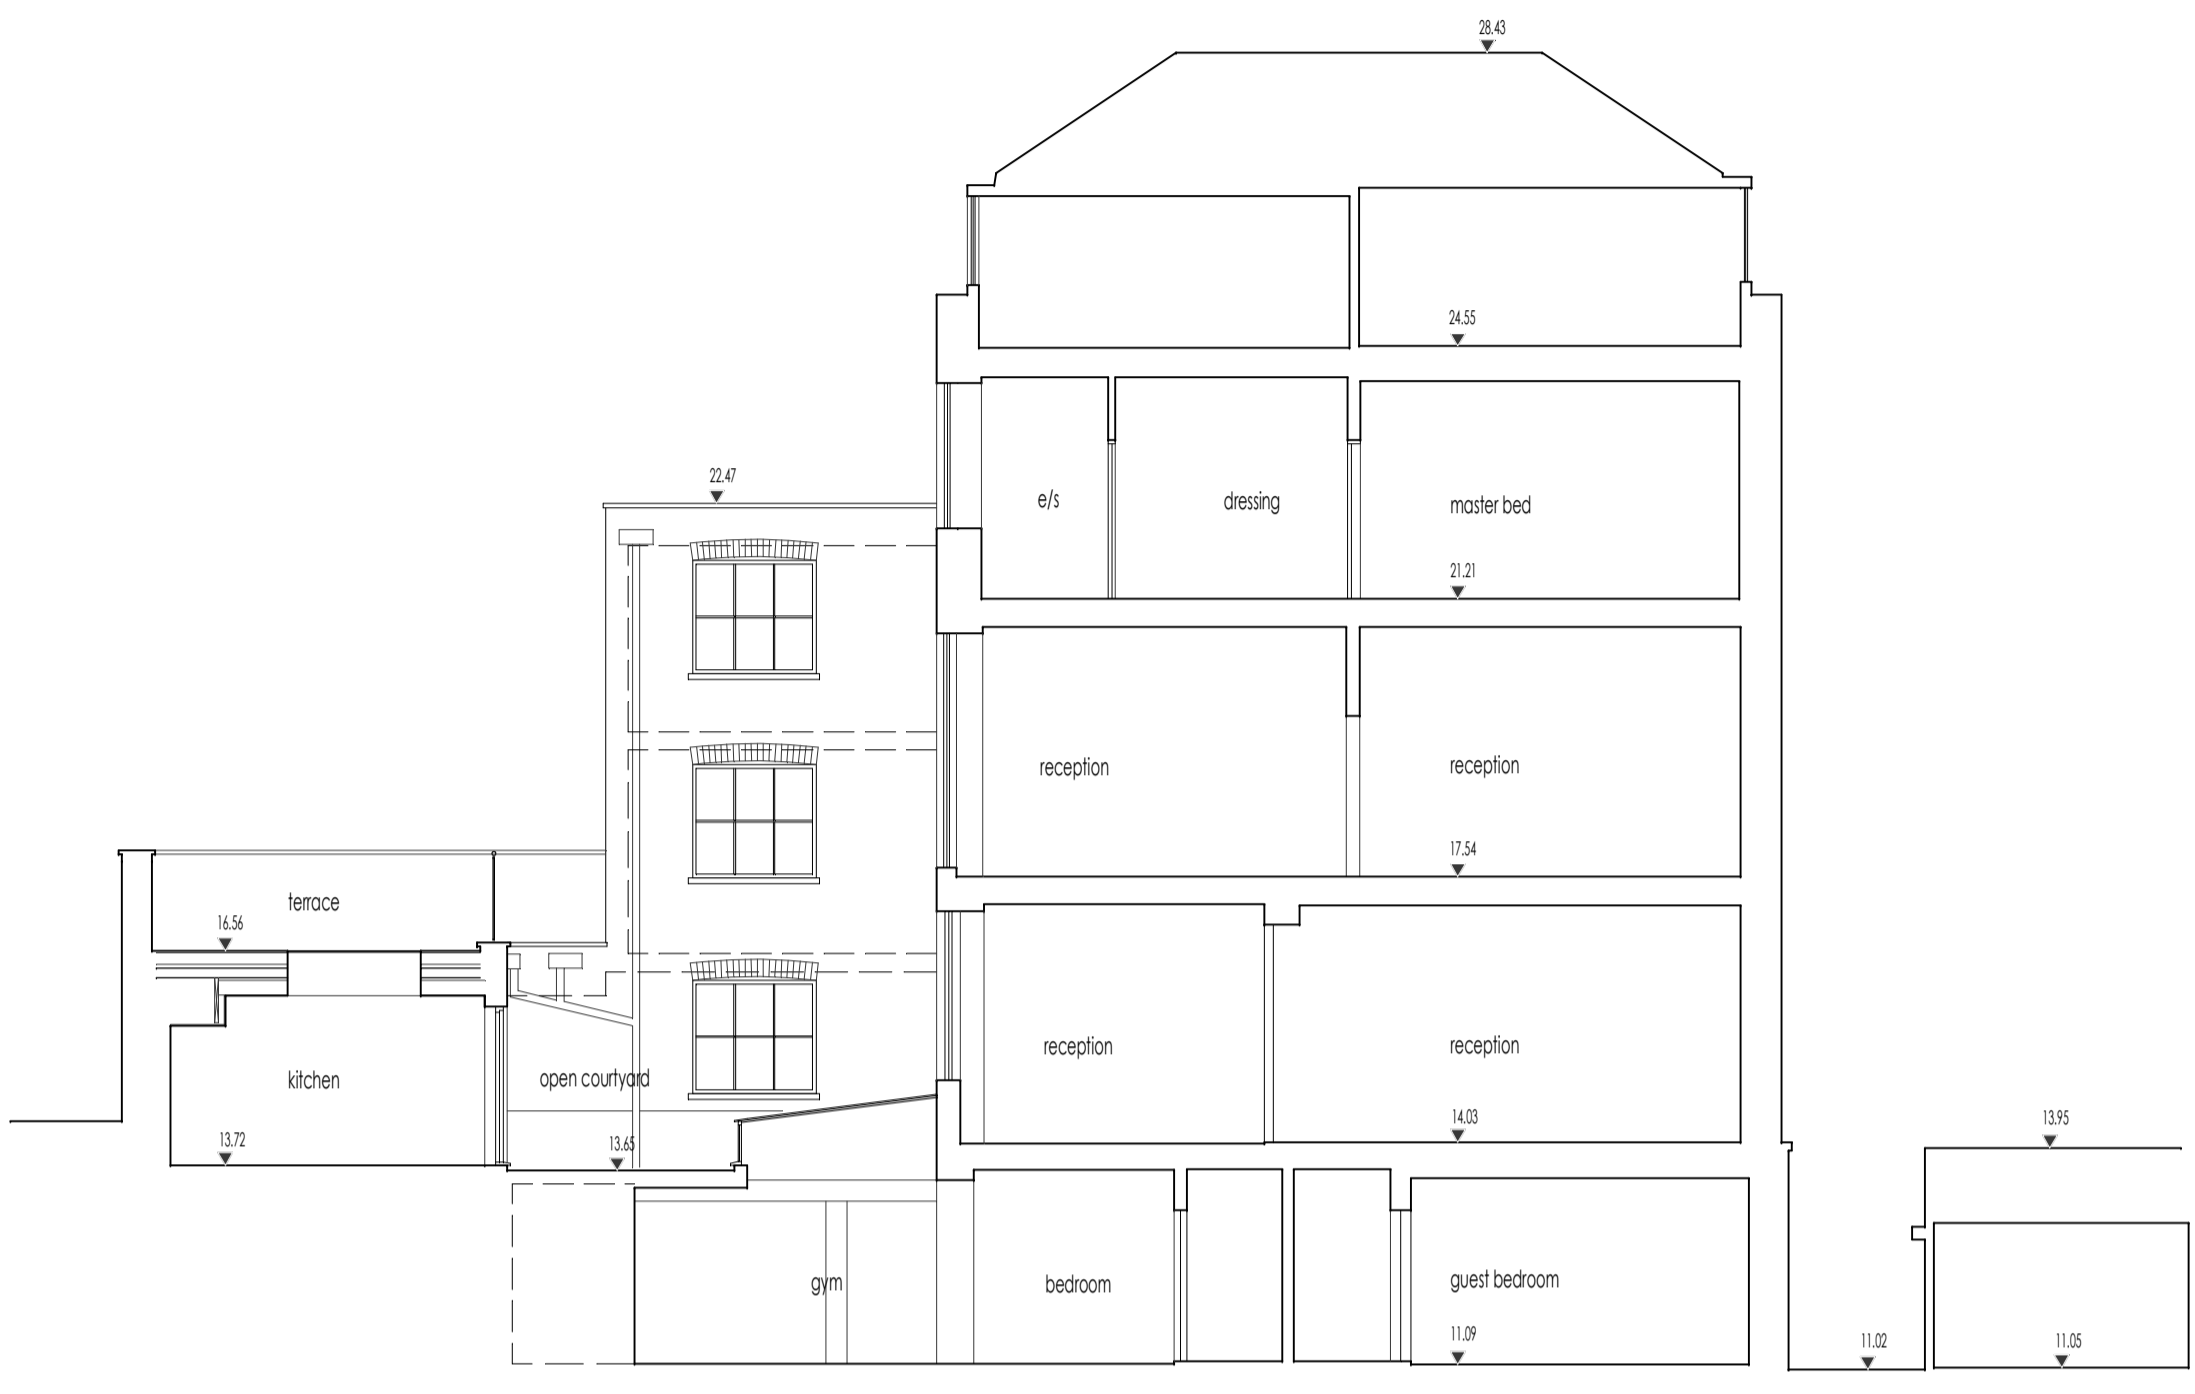 28.43
24.55
22.47
e/s
dressing
master bed
21.21
reception
reception
17.54
terrace
16.56
reception
reception
kitchen
open courtyard
14.03
13.95
13.72
13.65
gym
bedroom
guest bedroom
11.09
11.02
11.05